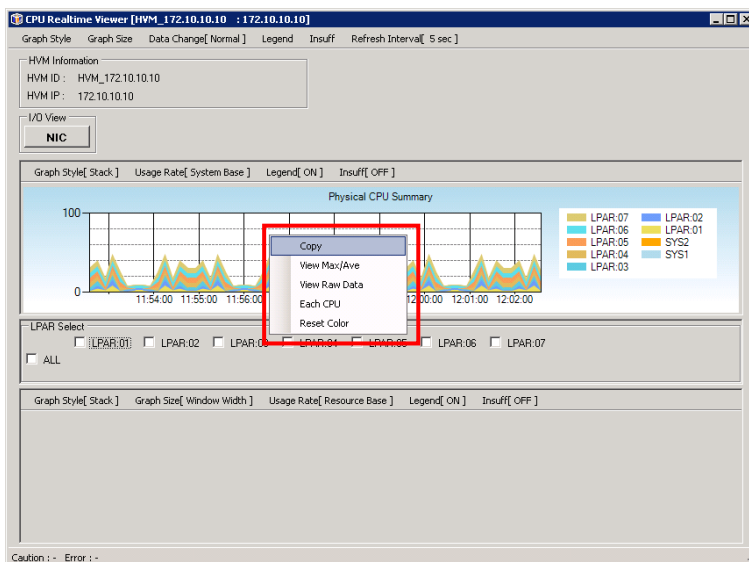 CPU Realtime Viewer [HVM_172.10.10.10 : 172.10.10.10]
Graph Style Graph Size Data Change[ Normal ] Legend Insuff Refresh Interval[ 5 sec ]
HVM Information
HVM ID : HVM_172.10.10.10
HVM IP : 172.10.10.10
I/O View
NIC
Graph Style[ Stack ] Usage Rate[ System Base ] Legend[ ON ] Insuff[ OFF ]
Physical CPU Summary
100
0
11:54:00 11:55:00 11:56:00 12:00:00 12:01:00 12:02:00
LPAR:07 LPAR:02
LPAR:06 LPAR:01
LPAR:05 SYS2
LPAR:04 SYS1
LPAR:03
Copy
View Max/Ave
View Raw Data
Each CPU
Reset Color
LPAR Select
LPAR:01 LPAR:02 LPAR:03 LPAR:04 LPAR:05 LPAR:06 LPAR:07
ALL
Graph Style[ Stack ] Graph Size[ Window Width ] Usage Rate[ Resource Base ] Legend[ ON ] Insuff[ OFF ]
Caution : - Error : -